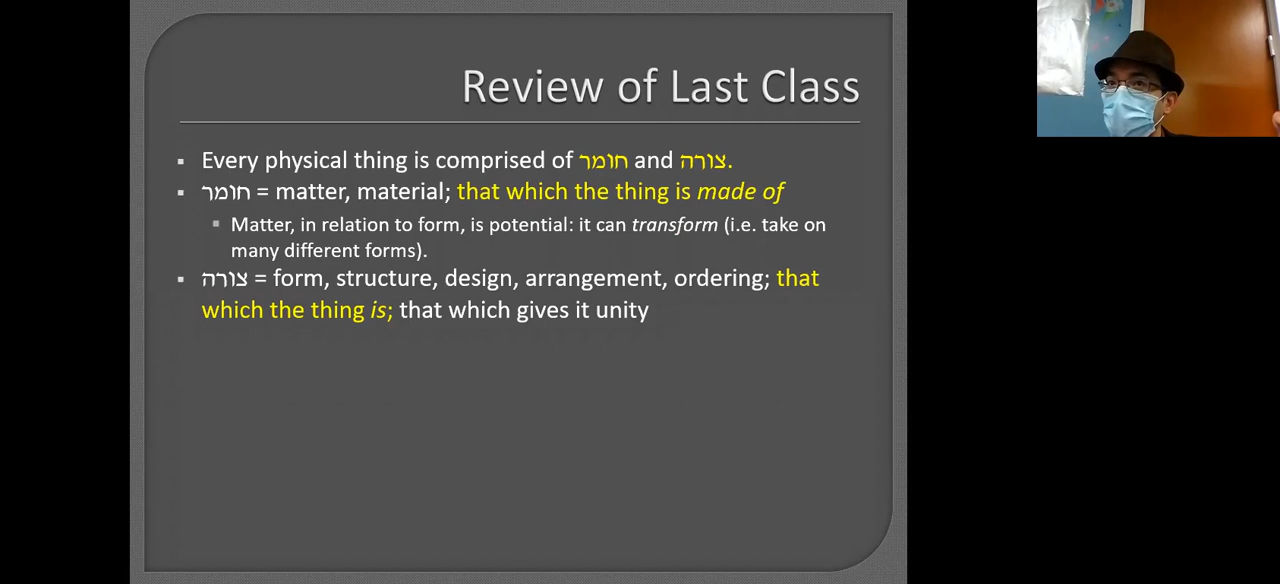 Review of Last Class
▪ Every physical thing is comprised of חומר and צורה.
▪ חומר = matter, material; that which the thing is made of
▪ Matter, in relation to form, is potential: it can transform (i.e. take on
many different forms).
▪ צורה = form, structure, design, arrangement, ordering; that
which the thing is; that which gives it unity